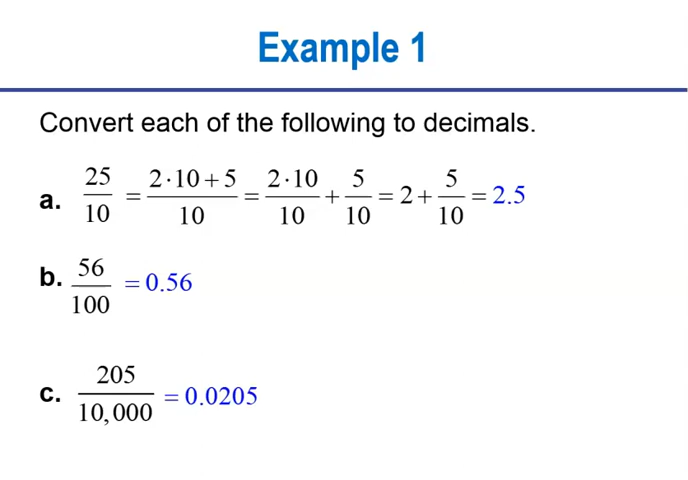 Example 1
Convert each of the following to decimals.
a. 25/10 = (2·10+5)/10 = (2·10)/10 + 5/10 = 2 + 5/10 = 2.5
b. 56/100 = 0.56
c. 205/10,000 = 0.0205